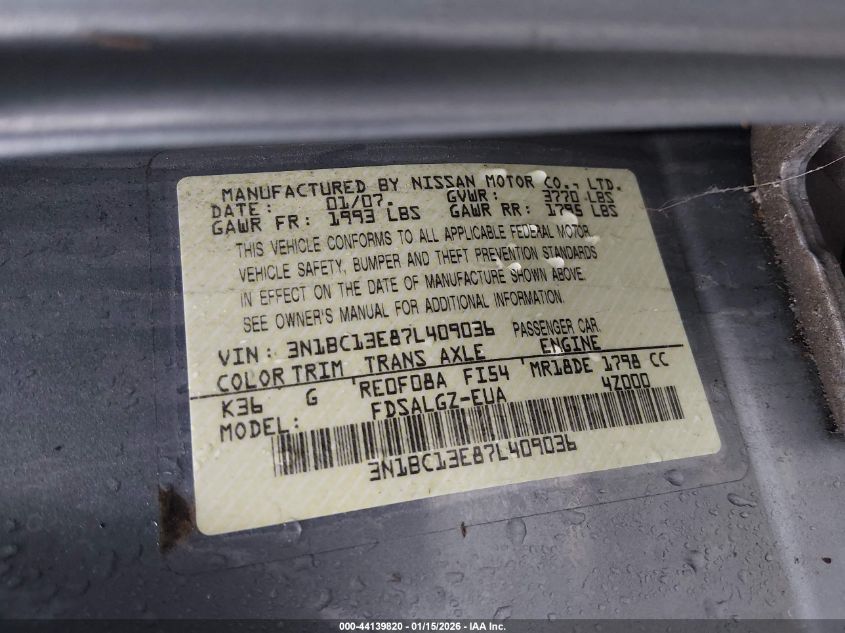 MANUFACTURED BY NISSAN MOTOR CO., LTD.
DATE: 01/07. GVWR: 3770 LBS
GAWR FR: 1993 LBS GAWR RR: 1795 LBS
THIS VEHICLE CONFORMS TO ALL APPLICABLE FEDERAL MOTOR
VEHICLE SAFETY, BUMPER AND THEFT PREVENTION STANDARDS
IN EFFECT ON THE DATE OF MANUFACTURE SHOWN ABOVE.
SEE OWNER'S MANUAL FOR ADDITIONAL INFORMATION.
VIN: 3N1BC13E87L409036 PASSENGER CAR.
COLOR TRIM TRANS AXLE ENGINE
K36 G RE0F08A FI54 MR18DE 1798 CC
MODEL: FDSALGZ-EUA 4Z000
3N1BC13E87L409036
000-44139820 - 01/15/2026 - IAA Inc.